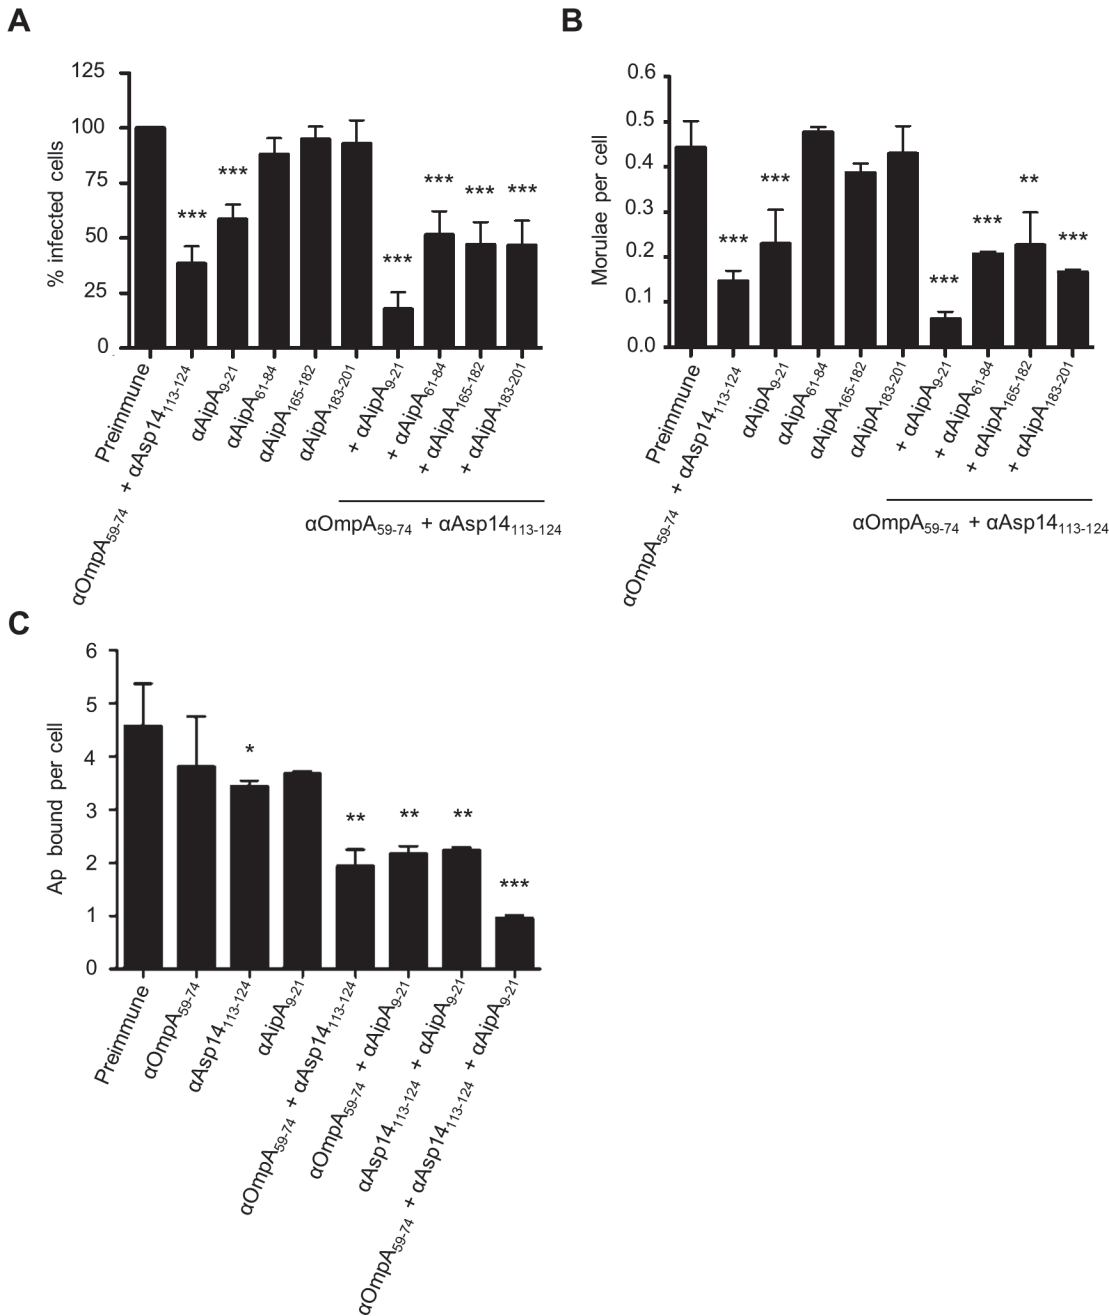 A
% infected cells
125
100
75
50
25
0
***
***
***
***
***
***
Preimmune
αOmpA59-74 + αAsp14113-124
αAipA9-21
αAipA61-84
αAipA165-182
αAipA183-201
+ αAipA9-21
+ αAipA61-84
+ αAipA165-182
+ αAipA183-201
αOmpA59-74 + αAsp14113-124
B
Morulae per cell
0.6
0.5
0.4
0.3
0.2
0.1
0.0
***
***
***
***
**
***
Preimmune
αOmpA59-74 + αAsp14113-124
αAipA9-21
αAipA61-84
αAipA165-182
αAipA183-201
+ αAipA9-21
+ αAipA61-84
+ αAipA165-182
+ αAipA183-201
αOmpA59-74 + αAsp14113-124
C
Ap bound per cell
6
5
4
3
2
1
0
*
**
**
**
***
Preimmune
αOmpA59-74
αAsp14113-124
αAipA9-21
αOmpA59-74 + αAsp14113-124
αOmpA59-74 + αAipA9-21
αAsp14113-124 + αAipA9-21
αOmpA59-74 + αAsp14113-124 + αAipA9-21